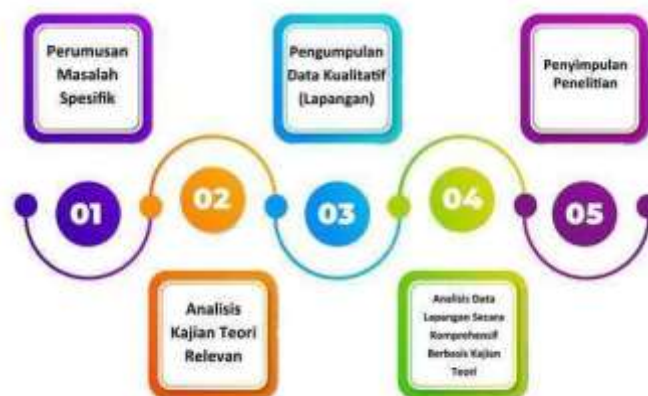 Perumusan
Masalah
Spesifik
Pengumpulan
Data Kualitatif
(Lapangan)
Penyimpulan
Penelitian
01
02
03
04
05
Analisis
Kajian Teori
Relevan
Analisis Data
Lapangan Secara
Komprehensif
Berbasis Kajian
Teori